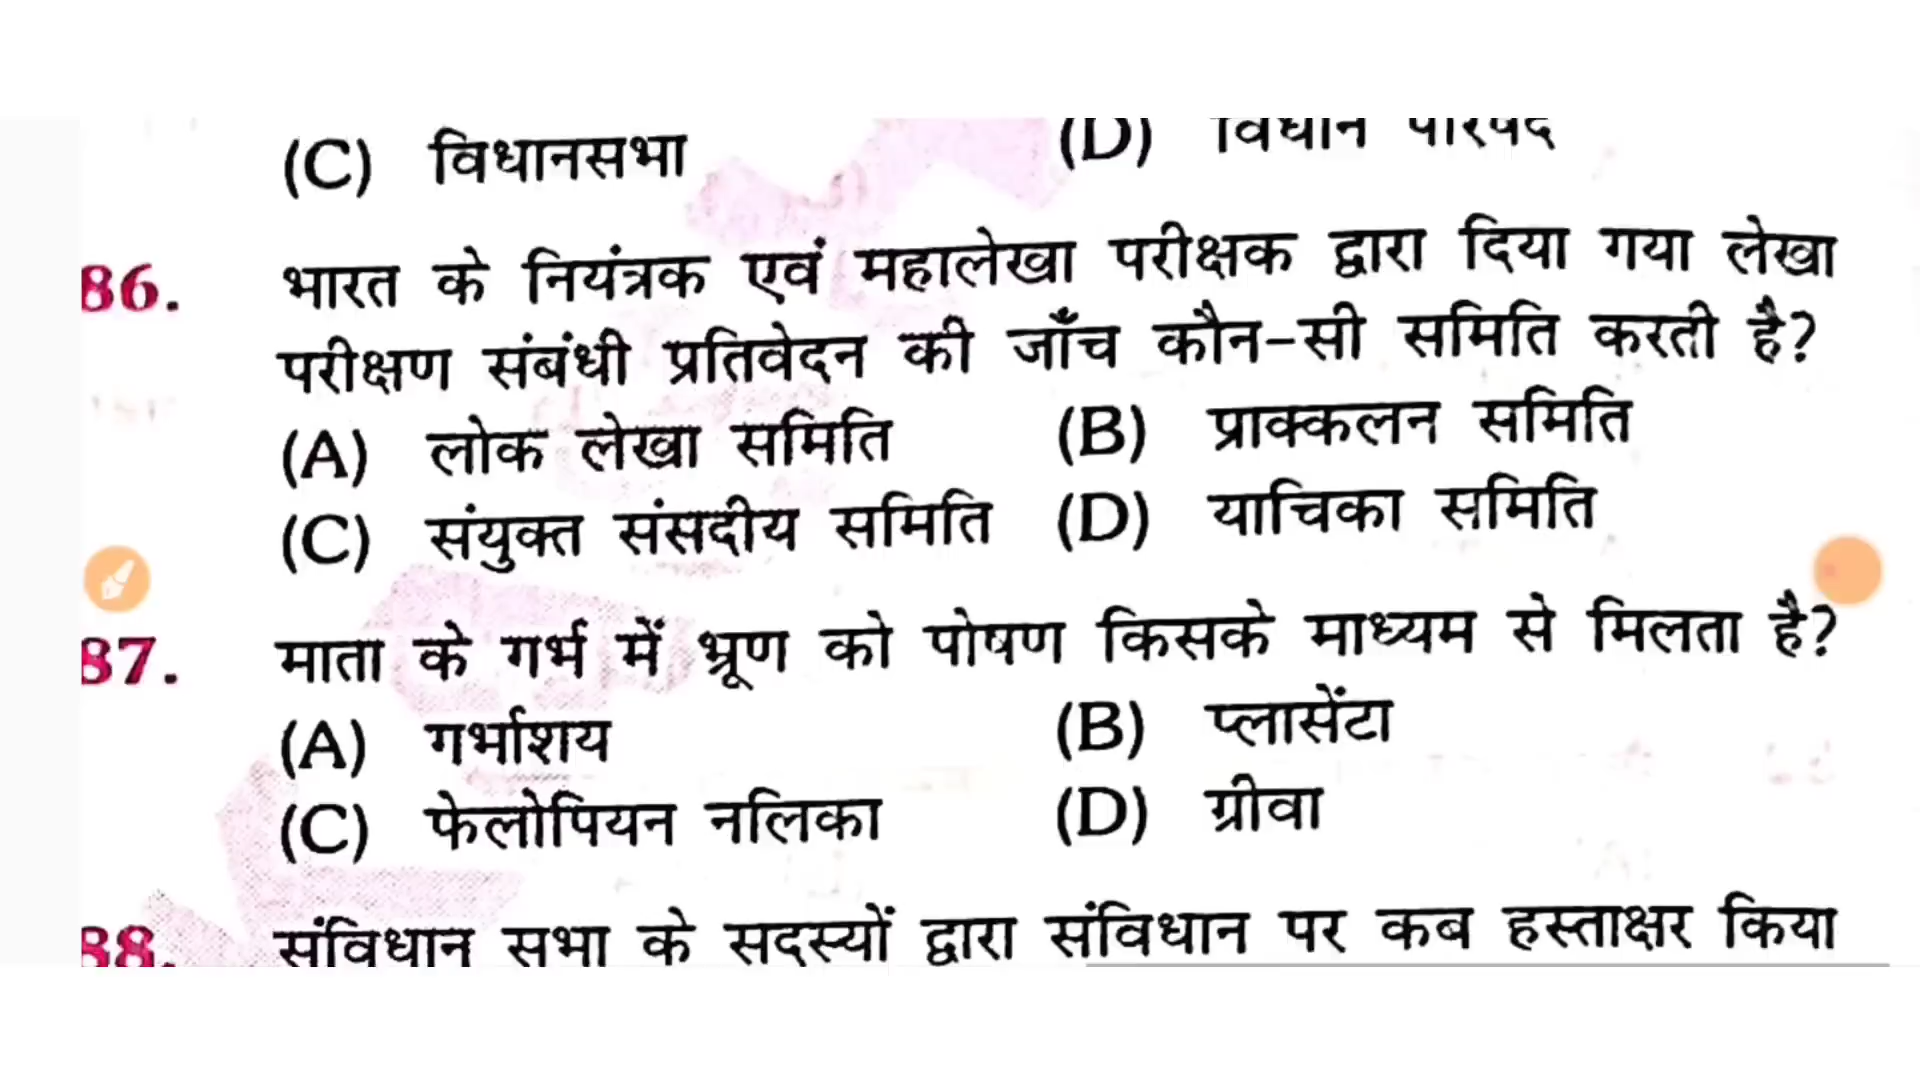 (C) विधानसभा (D) विधान परिषद
86. भारत के नियंत्रक एवं महालेखा परीक्षक द्वारा दिया गया लेखा
परीक्षण संबंधी प्रतिवेदन की जाँच कौन-सी समिति करती है?
(A) लोक लेखा समिति (B) प्राक्कलन समिति
(C) संयुक्त संसदीय समिति (D) याचिका समिति
87. माता के गर्भ में भ्रूण को पोषण किसके माध्यम से मिलता है?
(A) गर्भाशय (B) प्लासेंटा
(C) फेलोपियन नलिका (D) ग्रीवा
88. संविधान सभा के सदस्यों द्वारा संविधान पर कब हस्ताक्षर किया